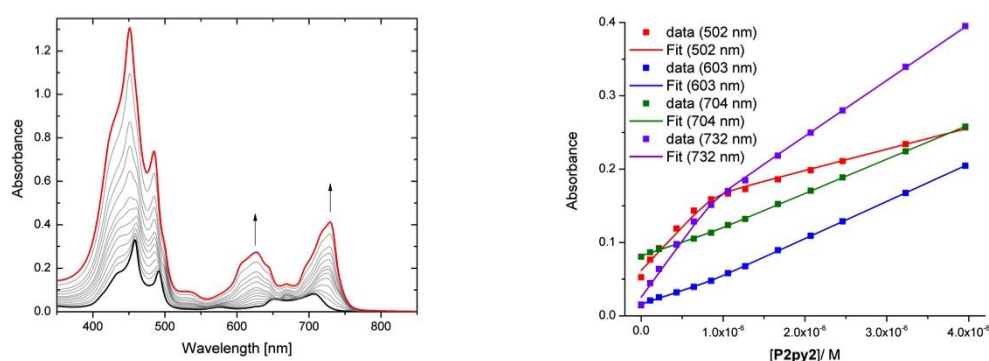 1.2
1.0
0.8
0.6
0.4
0.2
0.0
Absorbance
400
500
600
700
800
Wavelength [nm]
0.4
0.3
0.2
0.1
0.0
Absorbance
data (502 nm)
Fit (502 nm)
data (603 nm)
Fit (603 nm)
data (704 nm)
Fit (704 nm)
data (732 nm)
Fit (732 nm)
0.0
1.0x10⁻⁶
2.0x10⁻⁶
3.0x10⁻⁶
4.0x10⁻⁶
[P2py2]/ M